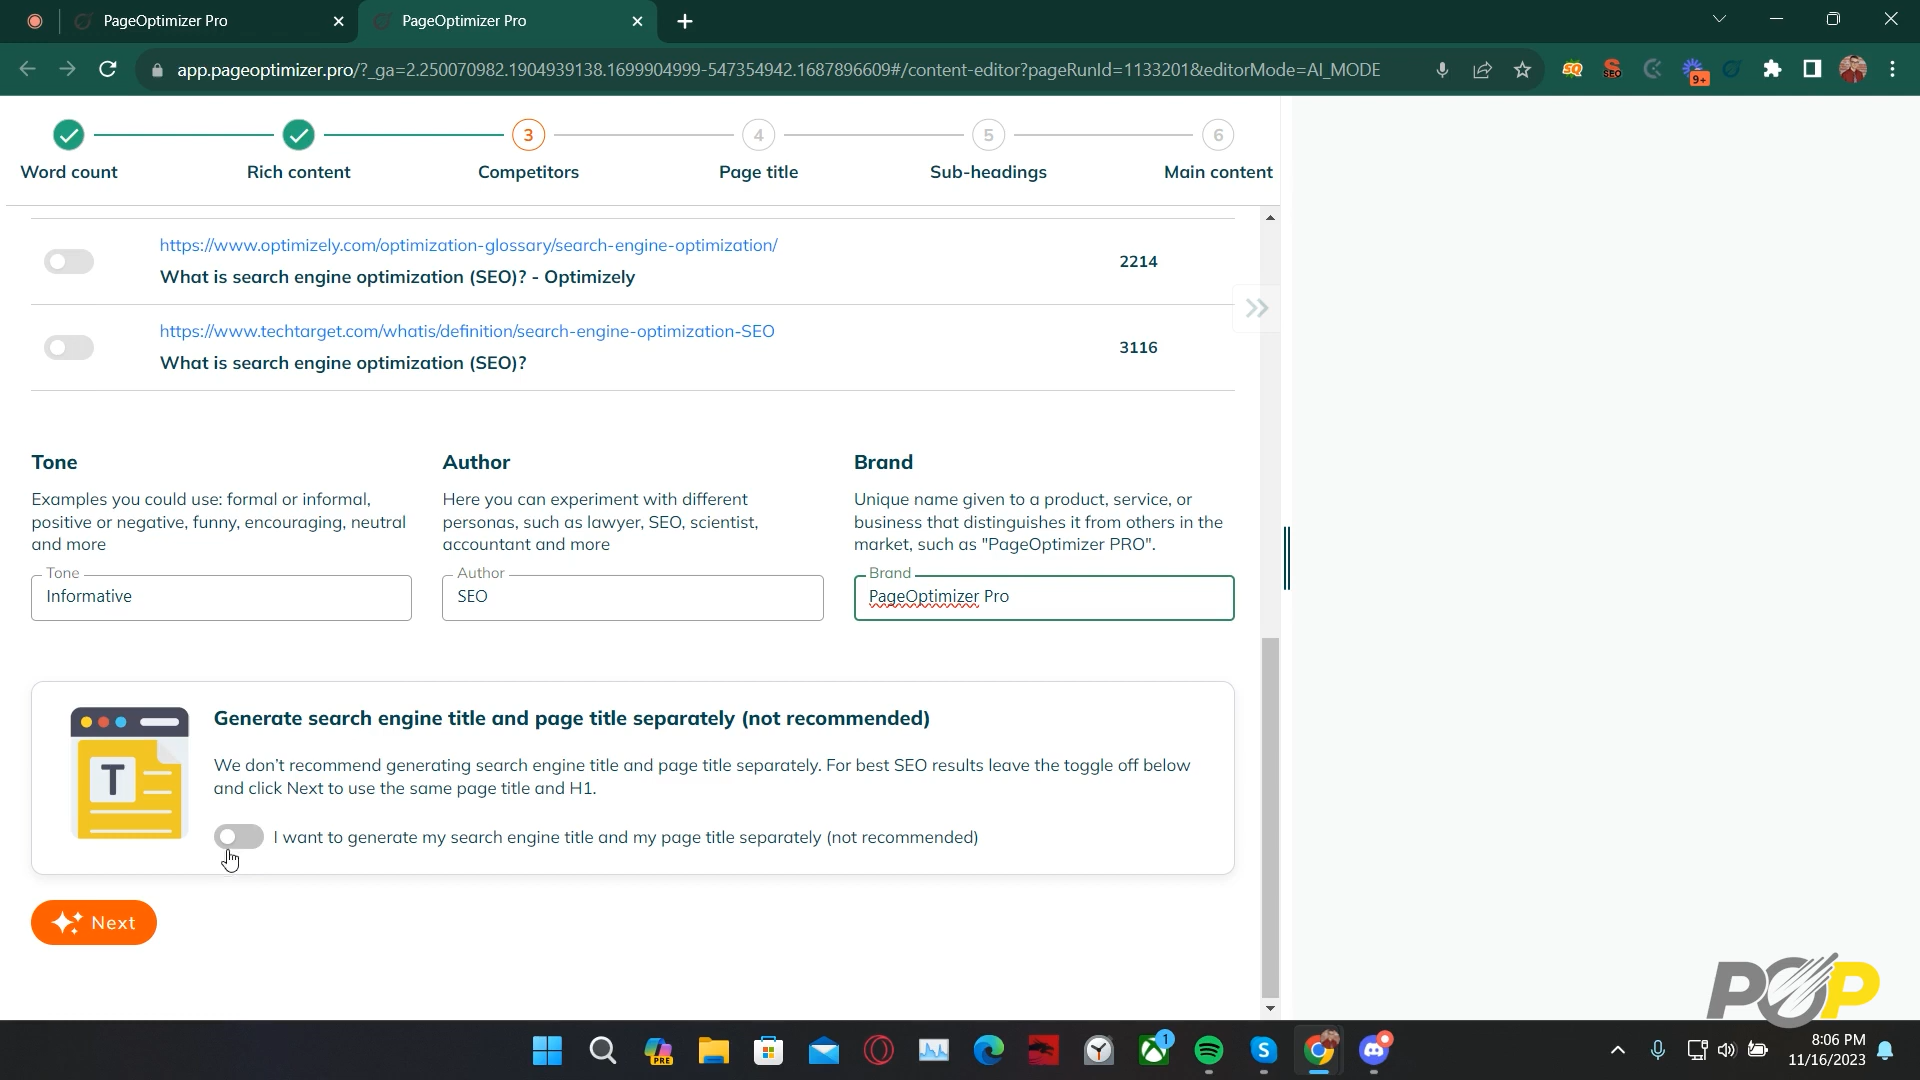 PageOptimizer Pro
PageOptimizer Pro
app.pageoptimizer.pro/?_ga=2.250070982.1904939138.1699904999-547354942.1687896609#/content-editor?pageRunId=1133201&editorMode=AI_MODE
SQ
SEO
9+
3
4
5
6
Word count
Rich content
Competitors
Page title
Sub-headings
Main content
https://www.optimizely.com/optimization-glossary/search-engine-optimization/
What is search engine optimization (SEO)? - Optimizely
2214
https://www.techtarget.com/whatis/definition/search-engine-optimization-SEO
What is search engine optimization (SEO)?
3116
Tone
Examples you could use: formal or informal,
positive or negative, funny, encouraging, neutral
and more
Tone
Informative
Author
Here you can experiment with different
personas, such as lawyer, SEO, scientist,
accountant and more
Author
SEO
Brand
Unique name given to a product, service, or
business that distinguishes it from others in the
market, such as "PageOptimizer PRO".
Brand
PageOptimizer Pro
T
Generate search engine title and page title separately (not recommended)
We don't recommend generating search engine title and page title separately. For best SEO results leave the toggle off below
and click Next to use the same page title and H1.
I want to generate my search engine title and my page title separately (not recommended)
Next
POP
PRE
1
S
8:06 PM
11/16/2023